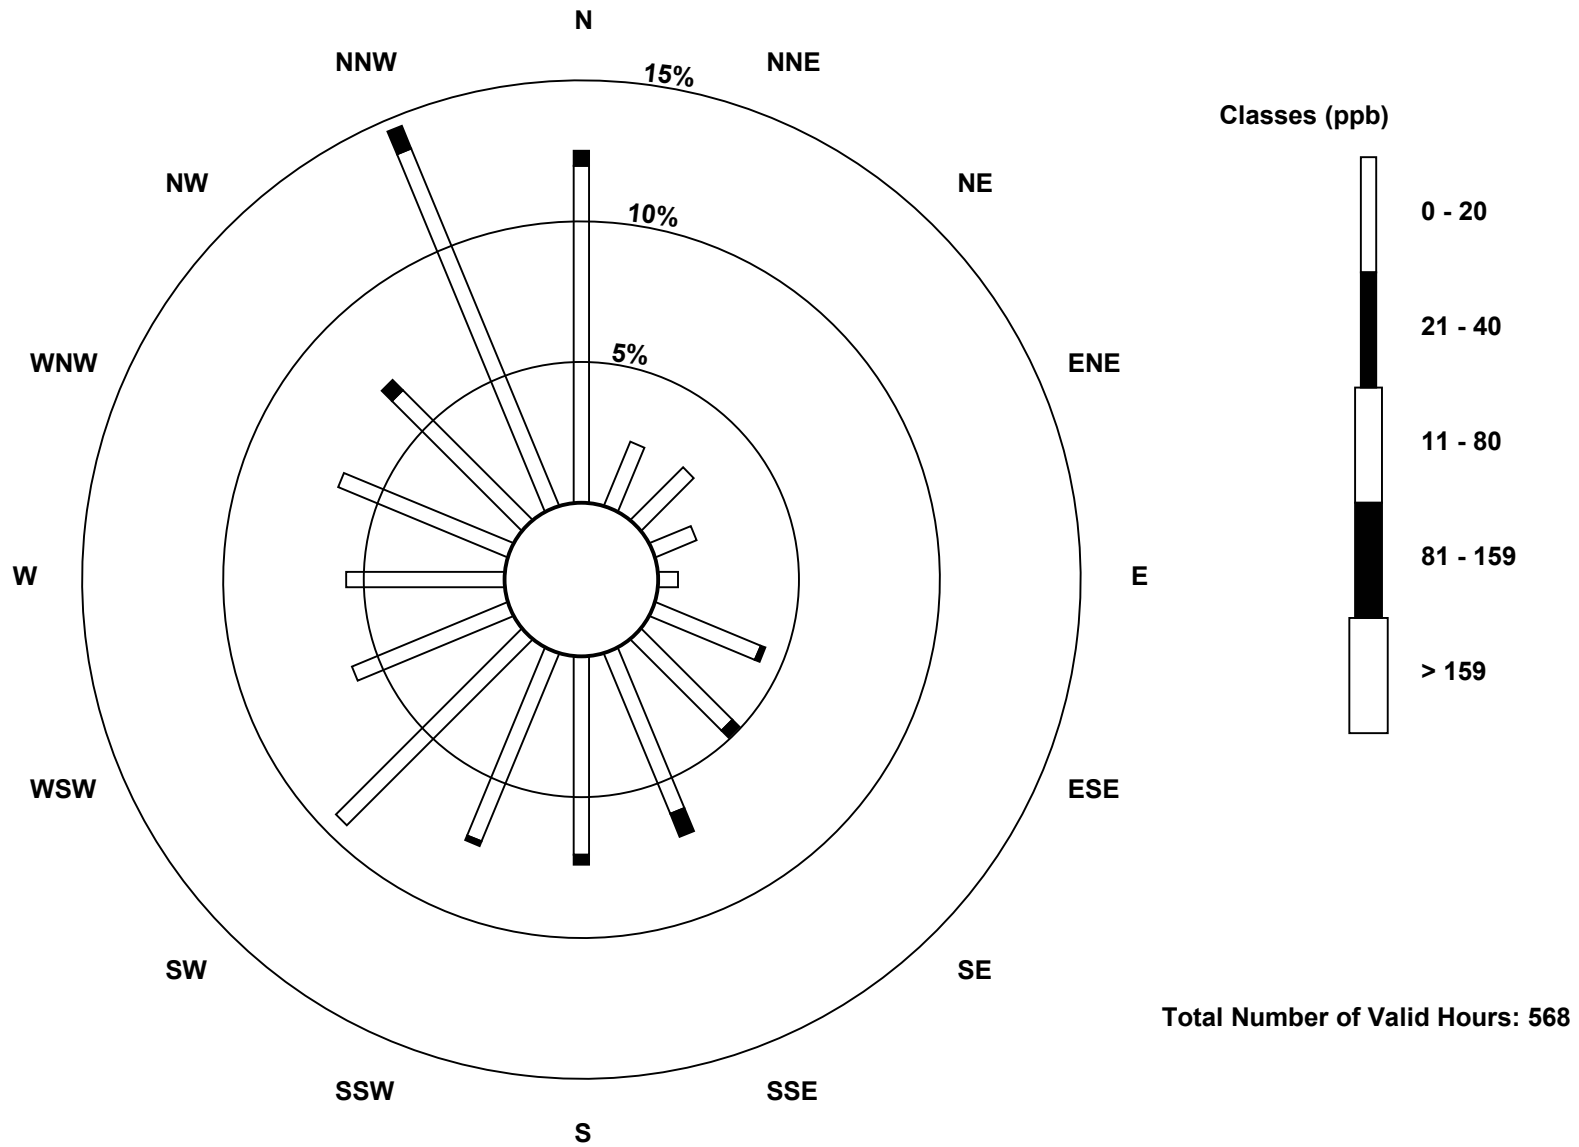 N
NNW
NNE
15%
Classes (ppb)
NW
NE
10%
0 - 20
21 - 40
5%
WNW
ENE
11 - 80
81 - 159
W
E
> 159
WSW
ESE
SW
SE
Total Number of Valid Hours: 568
SSW
SSE
S